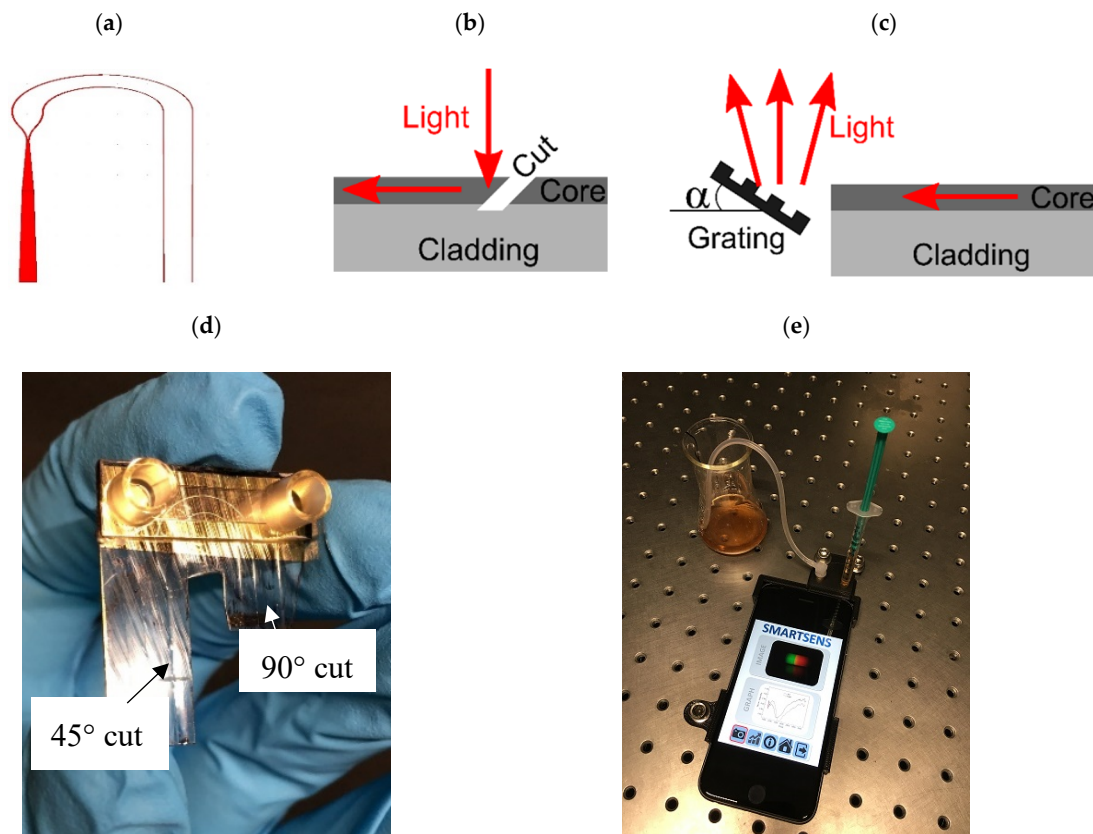 (a)
(b)
(c)
Light
Cut
Core
Cladding
Light
α
Grating
Core
Cladding
(d)
(e)
90° cut
45° cut
SMARTSENS
IMAGE
GRAPH